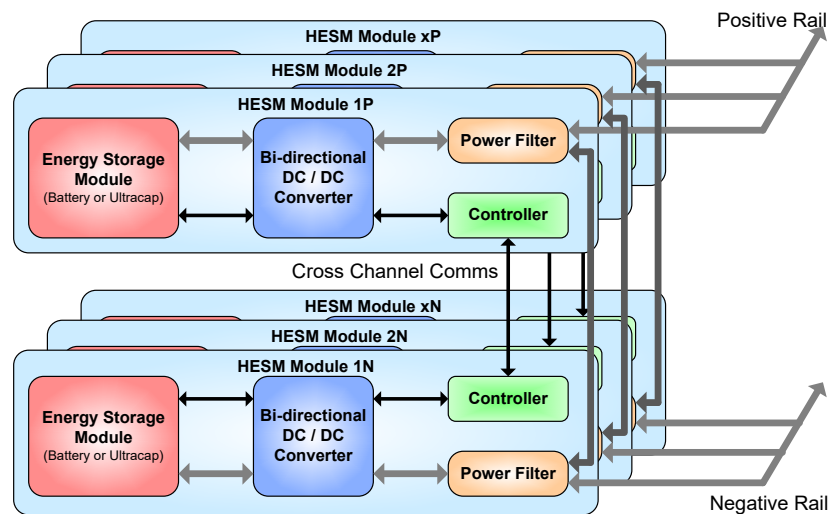 Positive Rail
HESM Module xP
HESM Module 2P
HESM Module 1P
Energy Storage
Module
(Battery or Ultracap)
Bi-directional
DC / DC
Converter
Power Filter
Controller
Cross Channel Comms
HESM Module xN
HESM Module 2N
HESM Module 1N
Energy Storage
Module
(Battery or Ultracap)
Bi-directional
DC / DC
Converter
Controller
Power Filter
Negative Rail